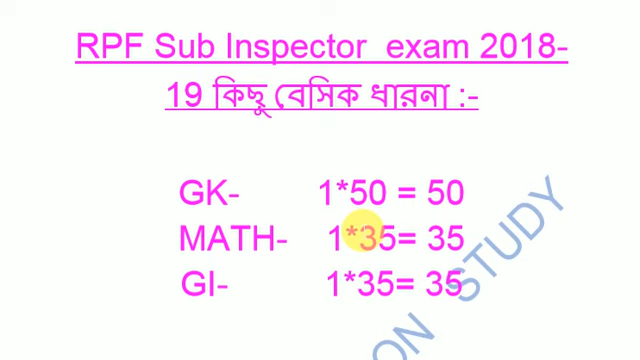 RPF Sub Inspector exam 2018-
19 কিছু বেসিক ধারনা :-
GK- 1*50 = 50
MATH- 1*35= 35
GI- 1*35= 35
ON STUDY